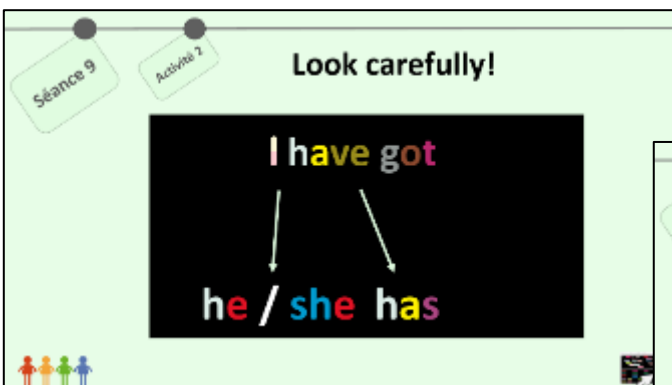 Séance 9
Activité 2
Look carefully!
I have got
he / she has